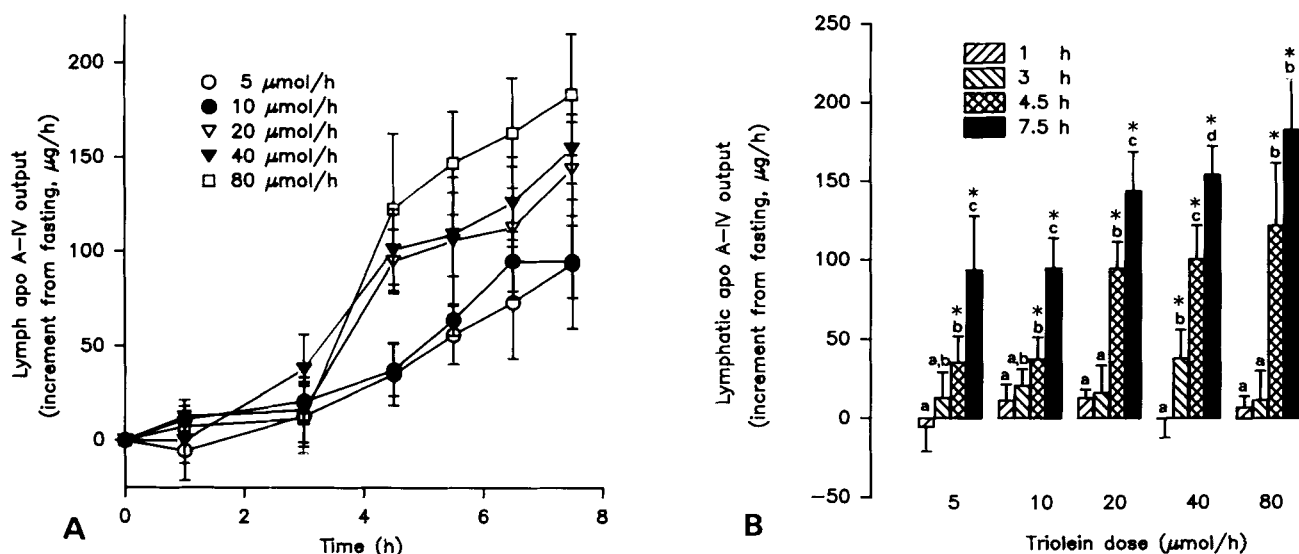 Lymph apo A-IV output
(increment from fasting, μg/h)
200
150
100
50
0
5 μmol/h
10 μmol/h
20 μmol/h
40 μmol/h
80 μmol/h
0
2
4
6
8
A
Time (h)
Lymphatic apo A-IV output
(increment from fasting, μg/h)
250
200
150
100
50
0
-50
1 h
3 h
4.5 h
7.5 h
a
a,b
*
b
*
c
a
a,b
*
b
*
c
a
a
*
b
*
c
a
*
b
*
c
*
d
a
a
*
b
*
b
5
10
20
40
80
B
Triolein dose (μmol/h)